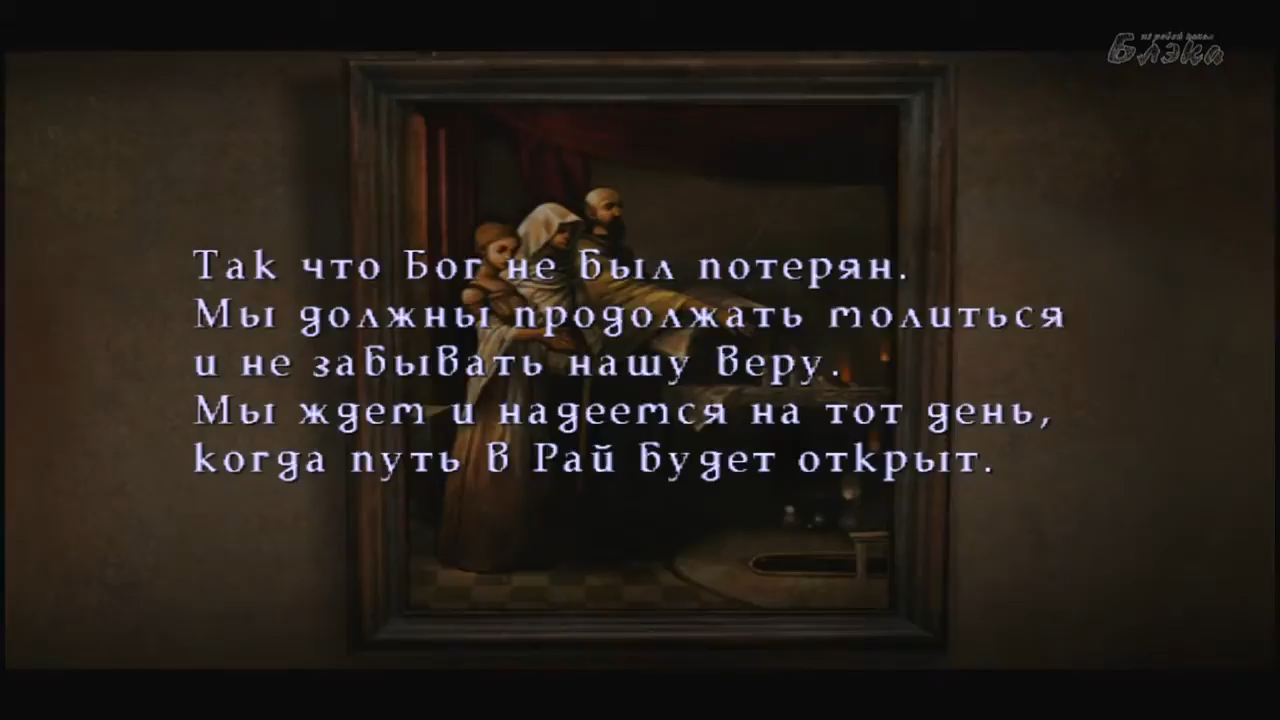 Блэка
Так что Бог не был потерян.
Мы должны продолжать молиться
и не забывать нашу веру.
Мы ждем и надеемся на тот день,
когда путь в Рай будет открыт.